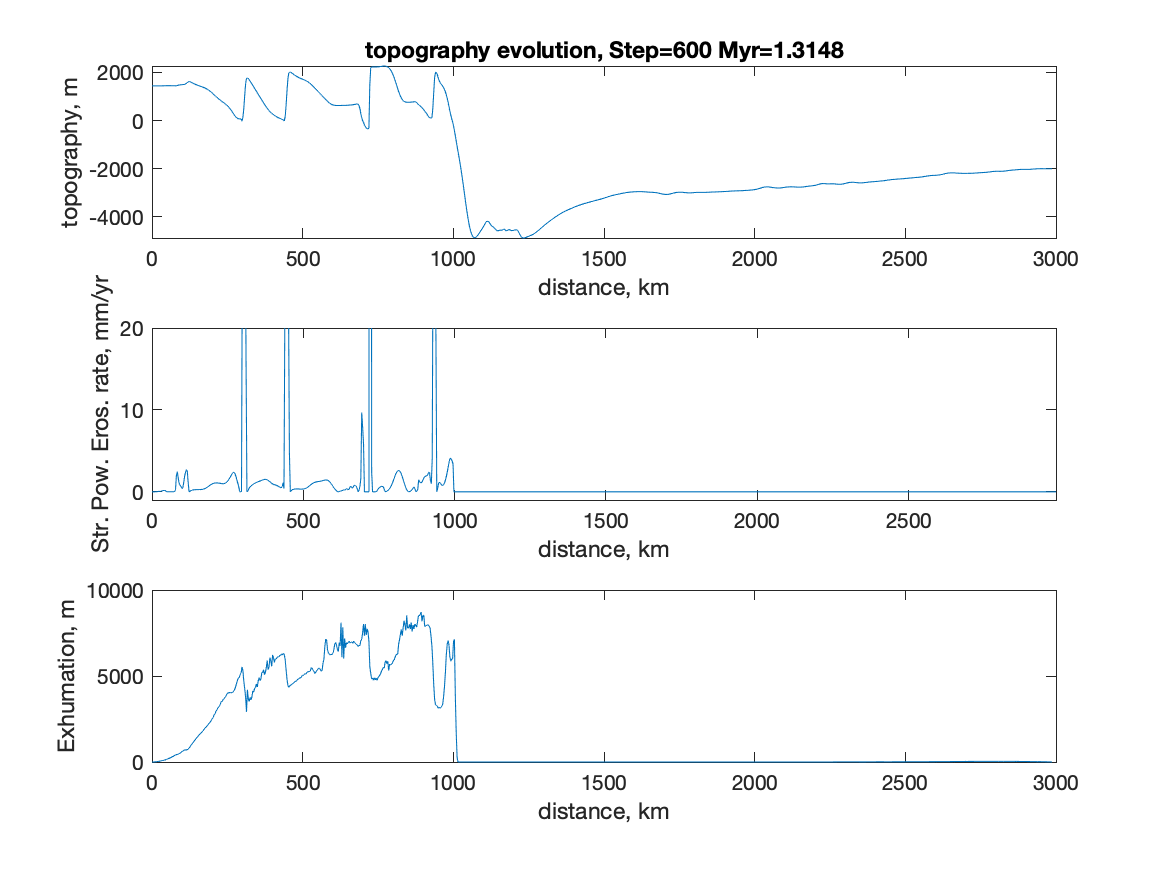 topography evolution, Step=600 Myr=1.3148
topography, m
2000
0
-2000
-4000
0 500 1000 1500 2000 2500 3000
distance, km
Str. Pow. Eros. rate, mm/yr
20
10
0
0 500 1000 1500 2000 2500
distance, km
Exhumation, m
10000
5000
0
0 500 1000 1500 2000 2500 3000
distance, km